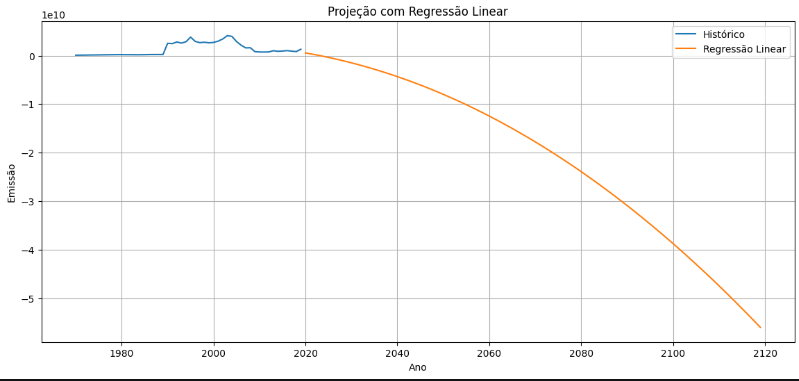 Projeção com Regressão Linear
1e10
Histórico
Regressão Linear
0
−1
−2
−3
−4
−5
Emissão
1980 2000 2020 2040 2060 2080 2100 2120
Ano